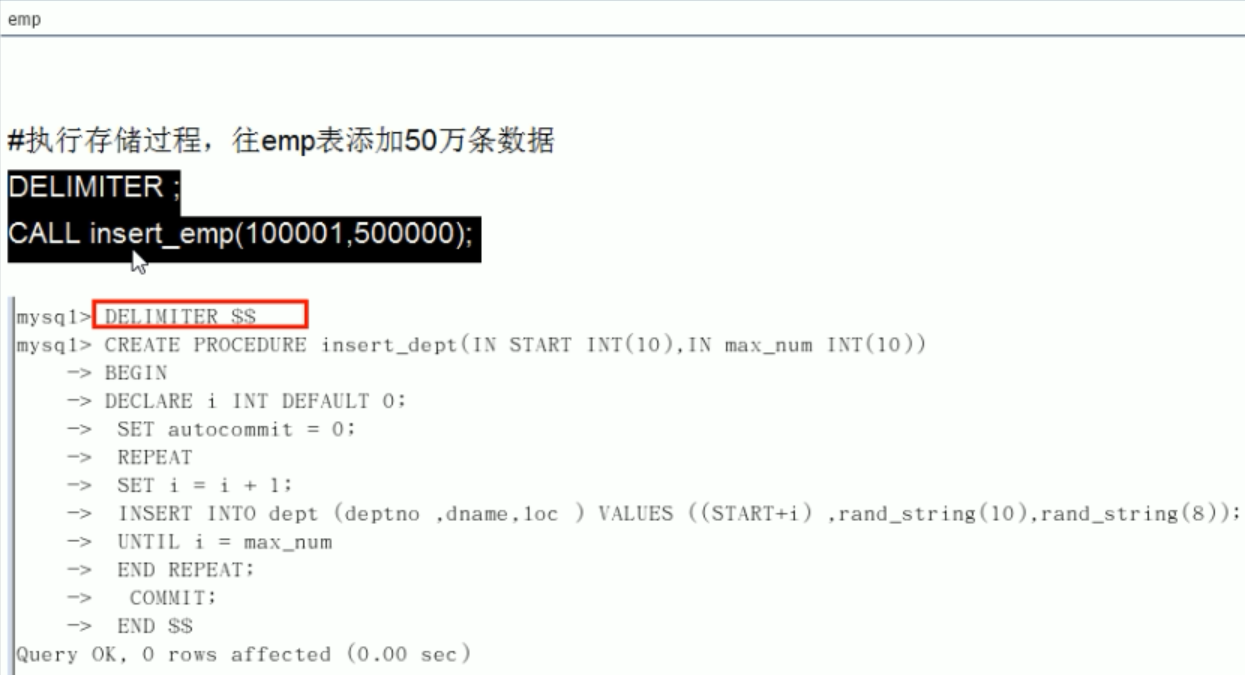 emp
#执行存储过程，往emp表添加50万条数据
DELIMITER ;
CALL insert_emp(100001,500000);
mysql> DELIMITER $$
mysql> CREATE PROCEDURE insert_dept(IN START INT(10),IN max_num INT(10))
-> BEGIN
-> DECLARE i INT DEFAULT 0;
-> SET autocommit = 0;
-> REPEAT
-> SET i = i + 1;
-> INSERT INTO dept (deptno ,dname,loc ) VALUES ((START+i) ,rand_string(10),rand_string(8));
-> UNTIL i = max_num
-> END REPEAT;
-> COMMIT;
-> END $$
Query OK, 0 rows affected (0.00 sec)